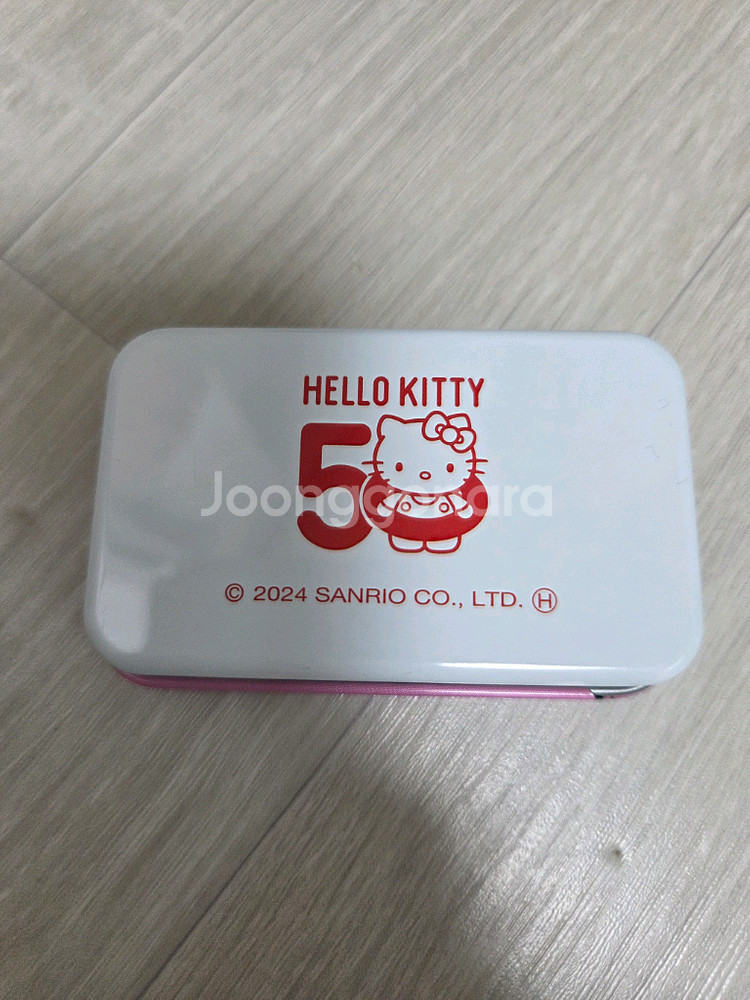 HELLO KITTY
50
Joonggonara
© 2024 SANRIO CO., LTD. Ⓗ